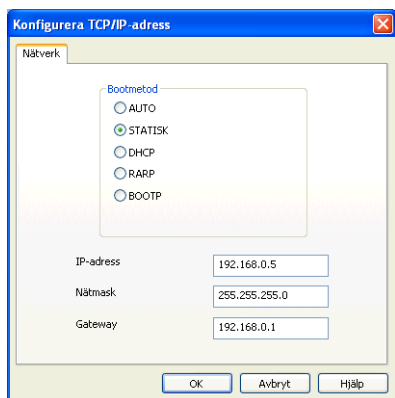 Konfigurera TCP/IP-adress
Nätverk
Bootmetod
AUTO
STATISK
DHCP
RARP
BOOTP
IP-adress 192.168.0.5
Nätmask 255.255.255.0
Gateway 192.168.0.1
OK Avbryt Hjälp